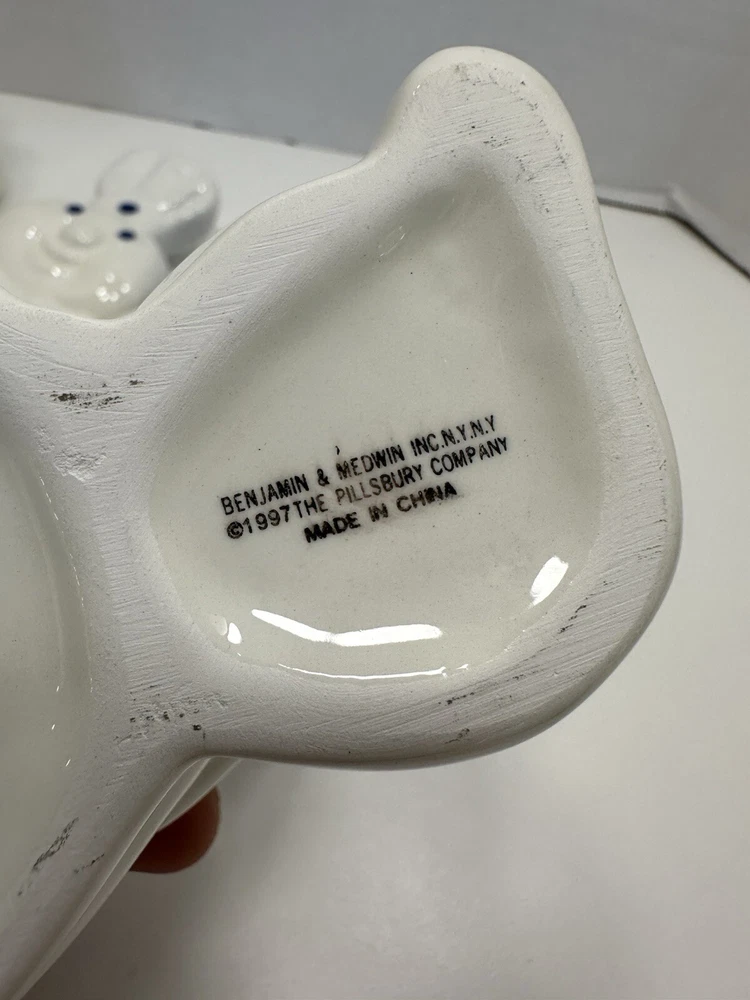 BENJAMIN & MEDWIN INC.N.Y.N.Y
©1997 THE PILLSBURY COMPANY
MADE IN CHINA